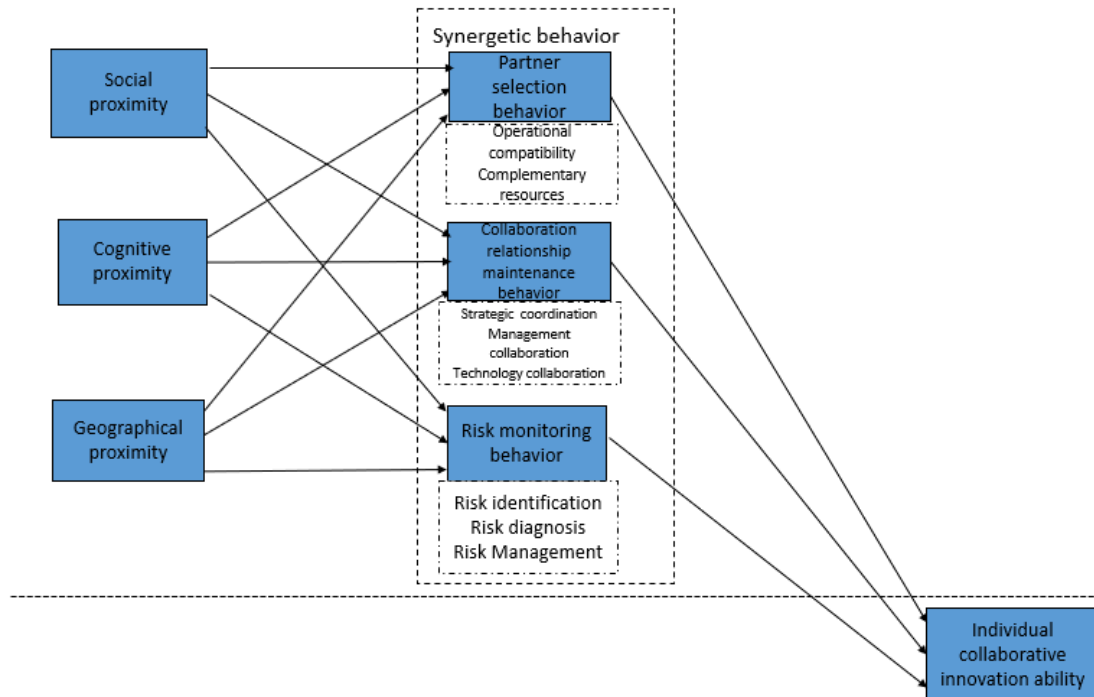 Synergetic behavior
Social
proximity
Partner
selection
behavior
Operational
compatibility
Complementary
resources
Cognitive
proximity
Collaboration
relationship
maintenance
behavior
Strategic coordination
Management
collaboration
Technology collaboration
Geographical
proximity
Risk monitoring
behavior
Risk identification
Risk diagnosis
Risk Management
Individual
collaborative
innovation ability